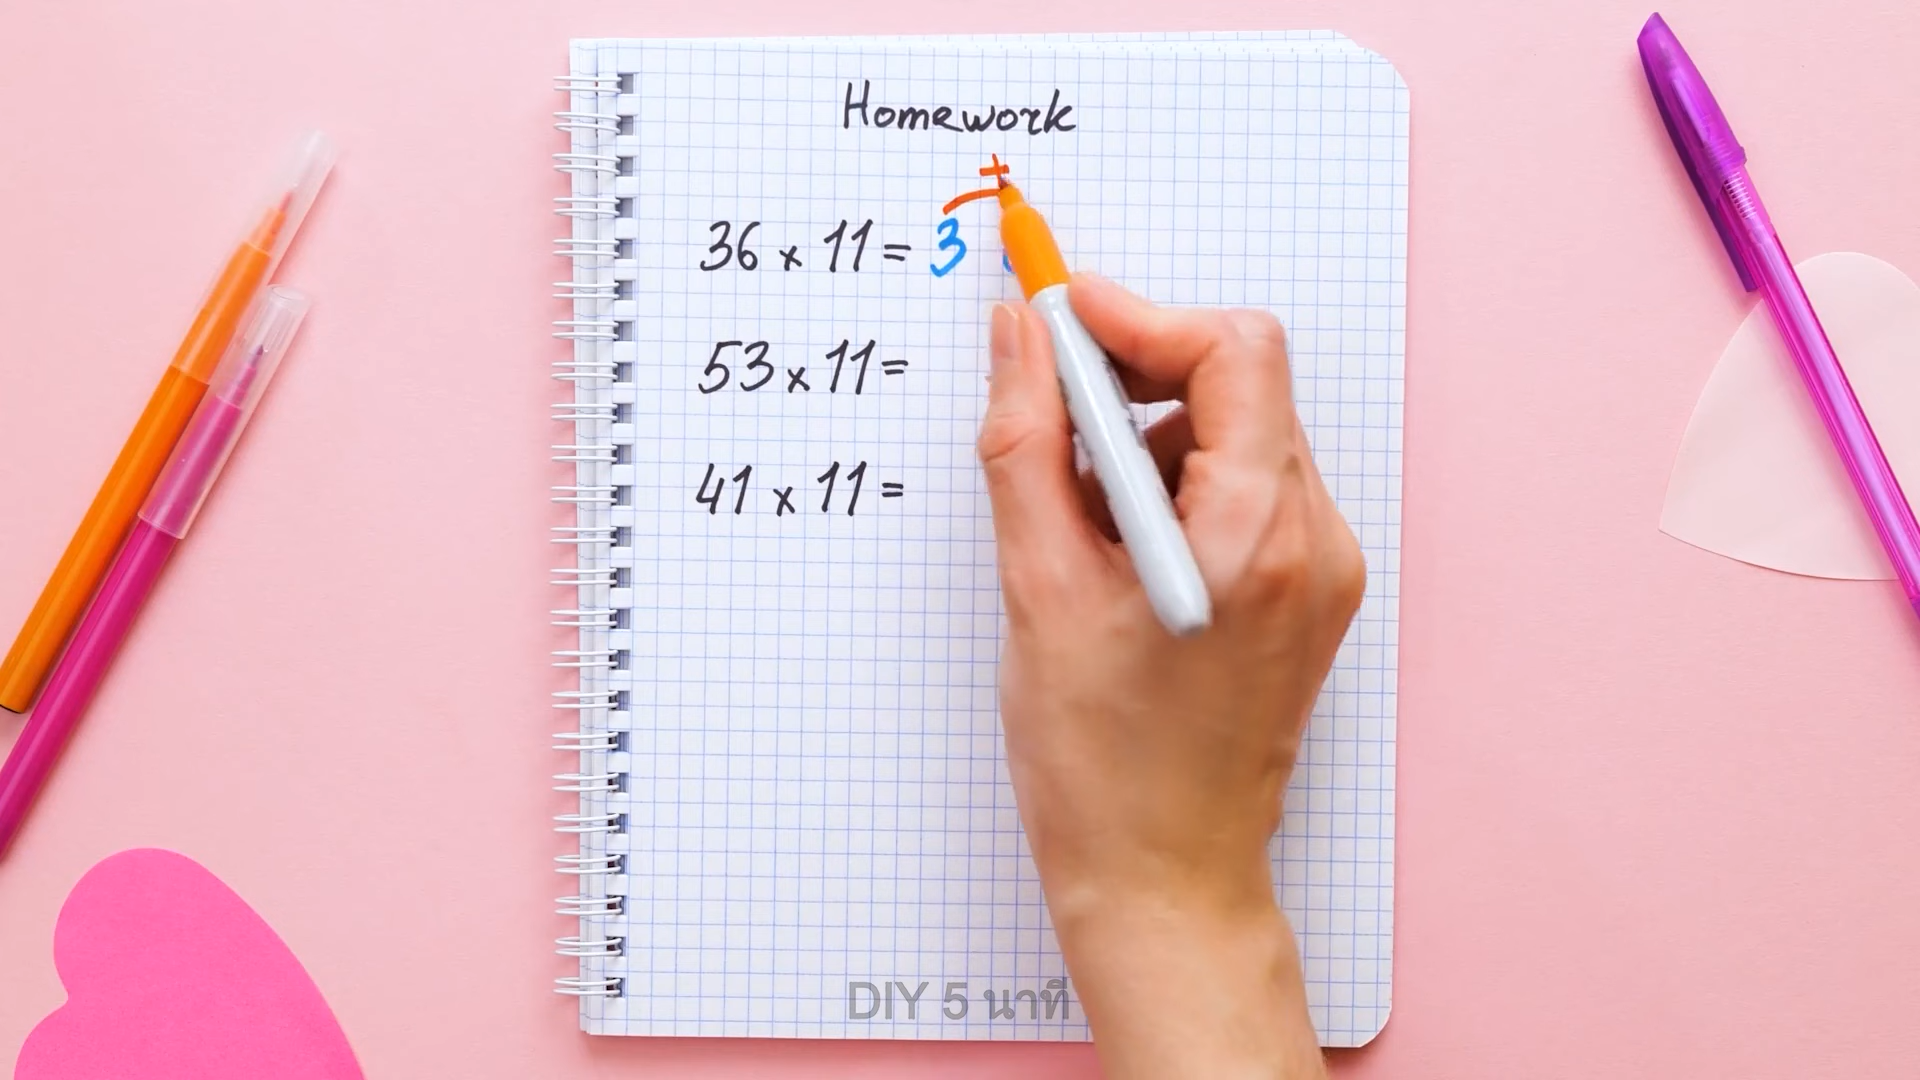 Homework
+
36 x 11 = 3
53 x 11 =
41 x 11 =
DIY 5 นาที